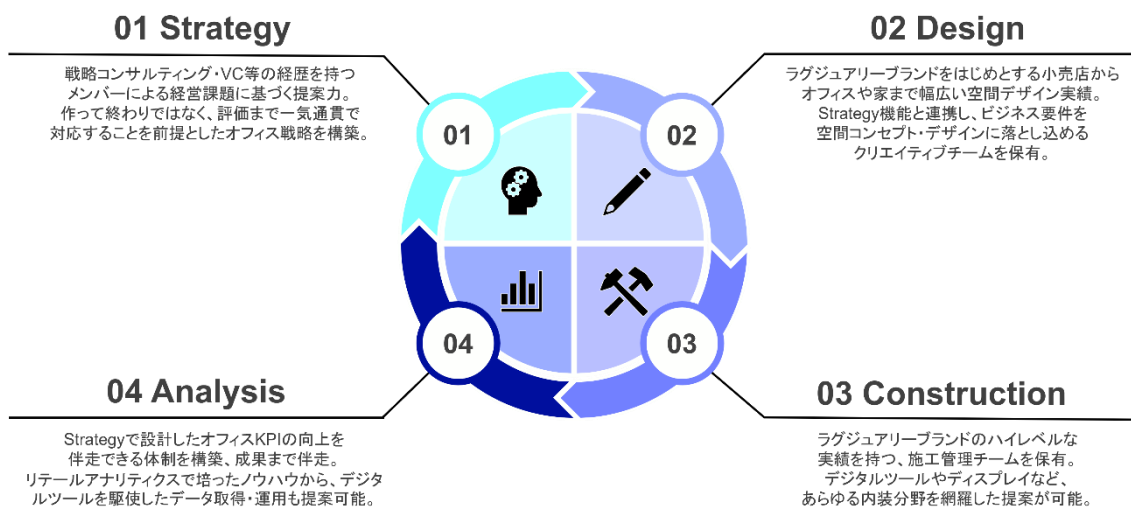 01 Strategy
戦略コンサルティング・VC等の経歴を持つ
メンバーによる経営課題に基づく提案力。
作って終わりではなく、評価まで一気通貫で
対応することを前提としたオフィス戦略を構築。
02 Design
ラグジュアリーブランドをはじめとする小売店から
オフィスや家まで幅広い空間デザイン実績。
Strategy機能と連携し、ビジネス要件を
空間コンセプト・デザインに落とし込める
クリエイティブチームを保有。
01
02
04
03
04 Analysis
Strategyで設計したオフィスKPIの向上を
伴走できる体制を構築、成果まで伴走。
リテールアナリティクスで培ったノウハウから、デジタ
ルツールを駆使したデータ取得・運用も提案可能。
03 Construction
ラグジュアリーブランドのハイレベルな
実績を持つ、施工管理チームを保有。
デジタルツールやディスプレイなど、
あらゆる内装分野を網羅した提案が可能。